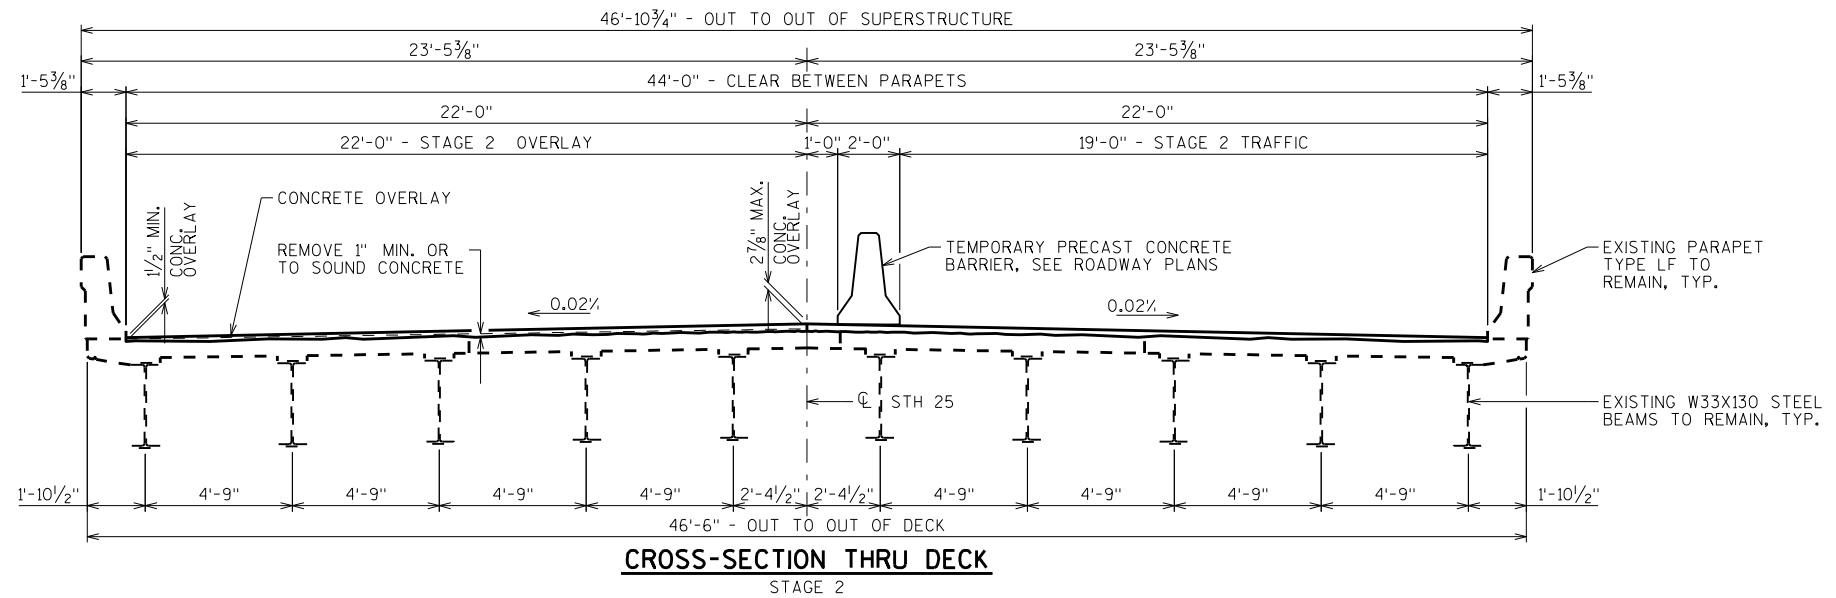 46'-10¾" - OUT TO OUT OF SUPERSTRUCTURE
23'-5⅜"
23'-5⅜"
1'-5⅜"
44'-0" - CLEAR BETWEEN PARAPETS
1'-5⅜"
22'-0"
22'-0"
22'-0" - STAGE 2 OVERLAY
1'-0"
2'-0"
19'-0" - STAGE 2 TRAFFIC
CONCRETE OVERLAY
1½" MIN.
CONC.
OVERLAY
REMOVE 1" MIN. OR
TO SOUND CONCRETE
2⅞" MAX.
CONC.
OVERLAY
TEMPORARY PRECAST CONCRETE
BARRIER, SEE ROADWAY PLANS
EXISTING PARAPET
TYPE LF TO
REMAIN, TYP.
0.02'/'
0.02'/'
℄ STH 25
EXISTING W33X130 STEEL
BEAMS TO REMAIN, TYP.
1'-10½"
4'-9"
4'-9"
4'-9"
4'-9"
2'-4½"
2'-4½"
4'-9"
4'-9"
4'-9"
4'-9"
1'-10½"
46'-6" - OUT TO OUT OF DECK
CROSS-SECTION THRU DECK
STAGE 2